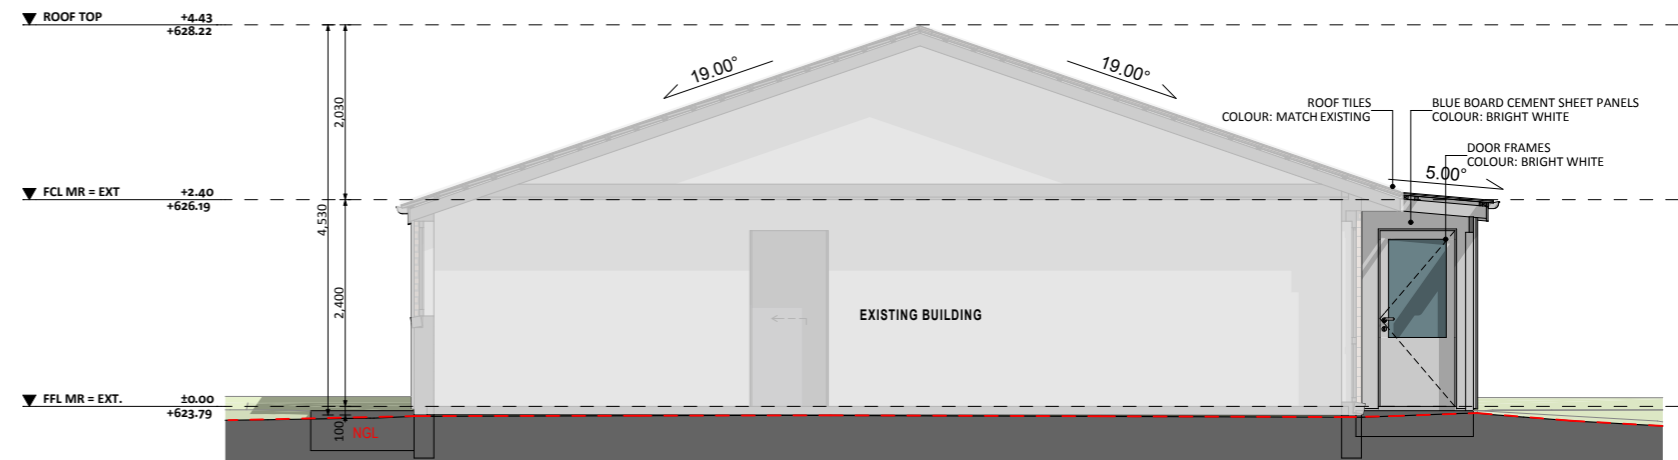 ROOF TOP +4.43
+628.22
19.00°
19.00°
2,030
ROOF TILES
COLOUR: MATCH EXISTING
BLUE BOARD CEMENT SHEET PANELS
COLOUR: BRIGHT WHITE
DOOR FRAMES
COLOUR: BRIGHT WHITE
5.00°
FCL MR = EXT +2.40
+626.19
4,530
2,400
EXISTING BUILDING
FFL MR = EXT. ±0.00
+623.79
100
NGL